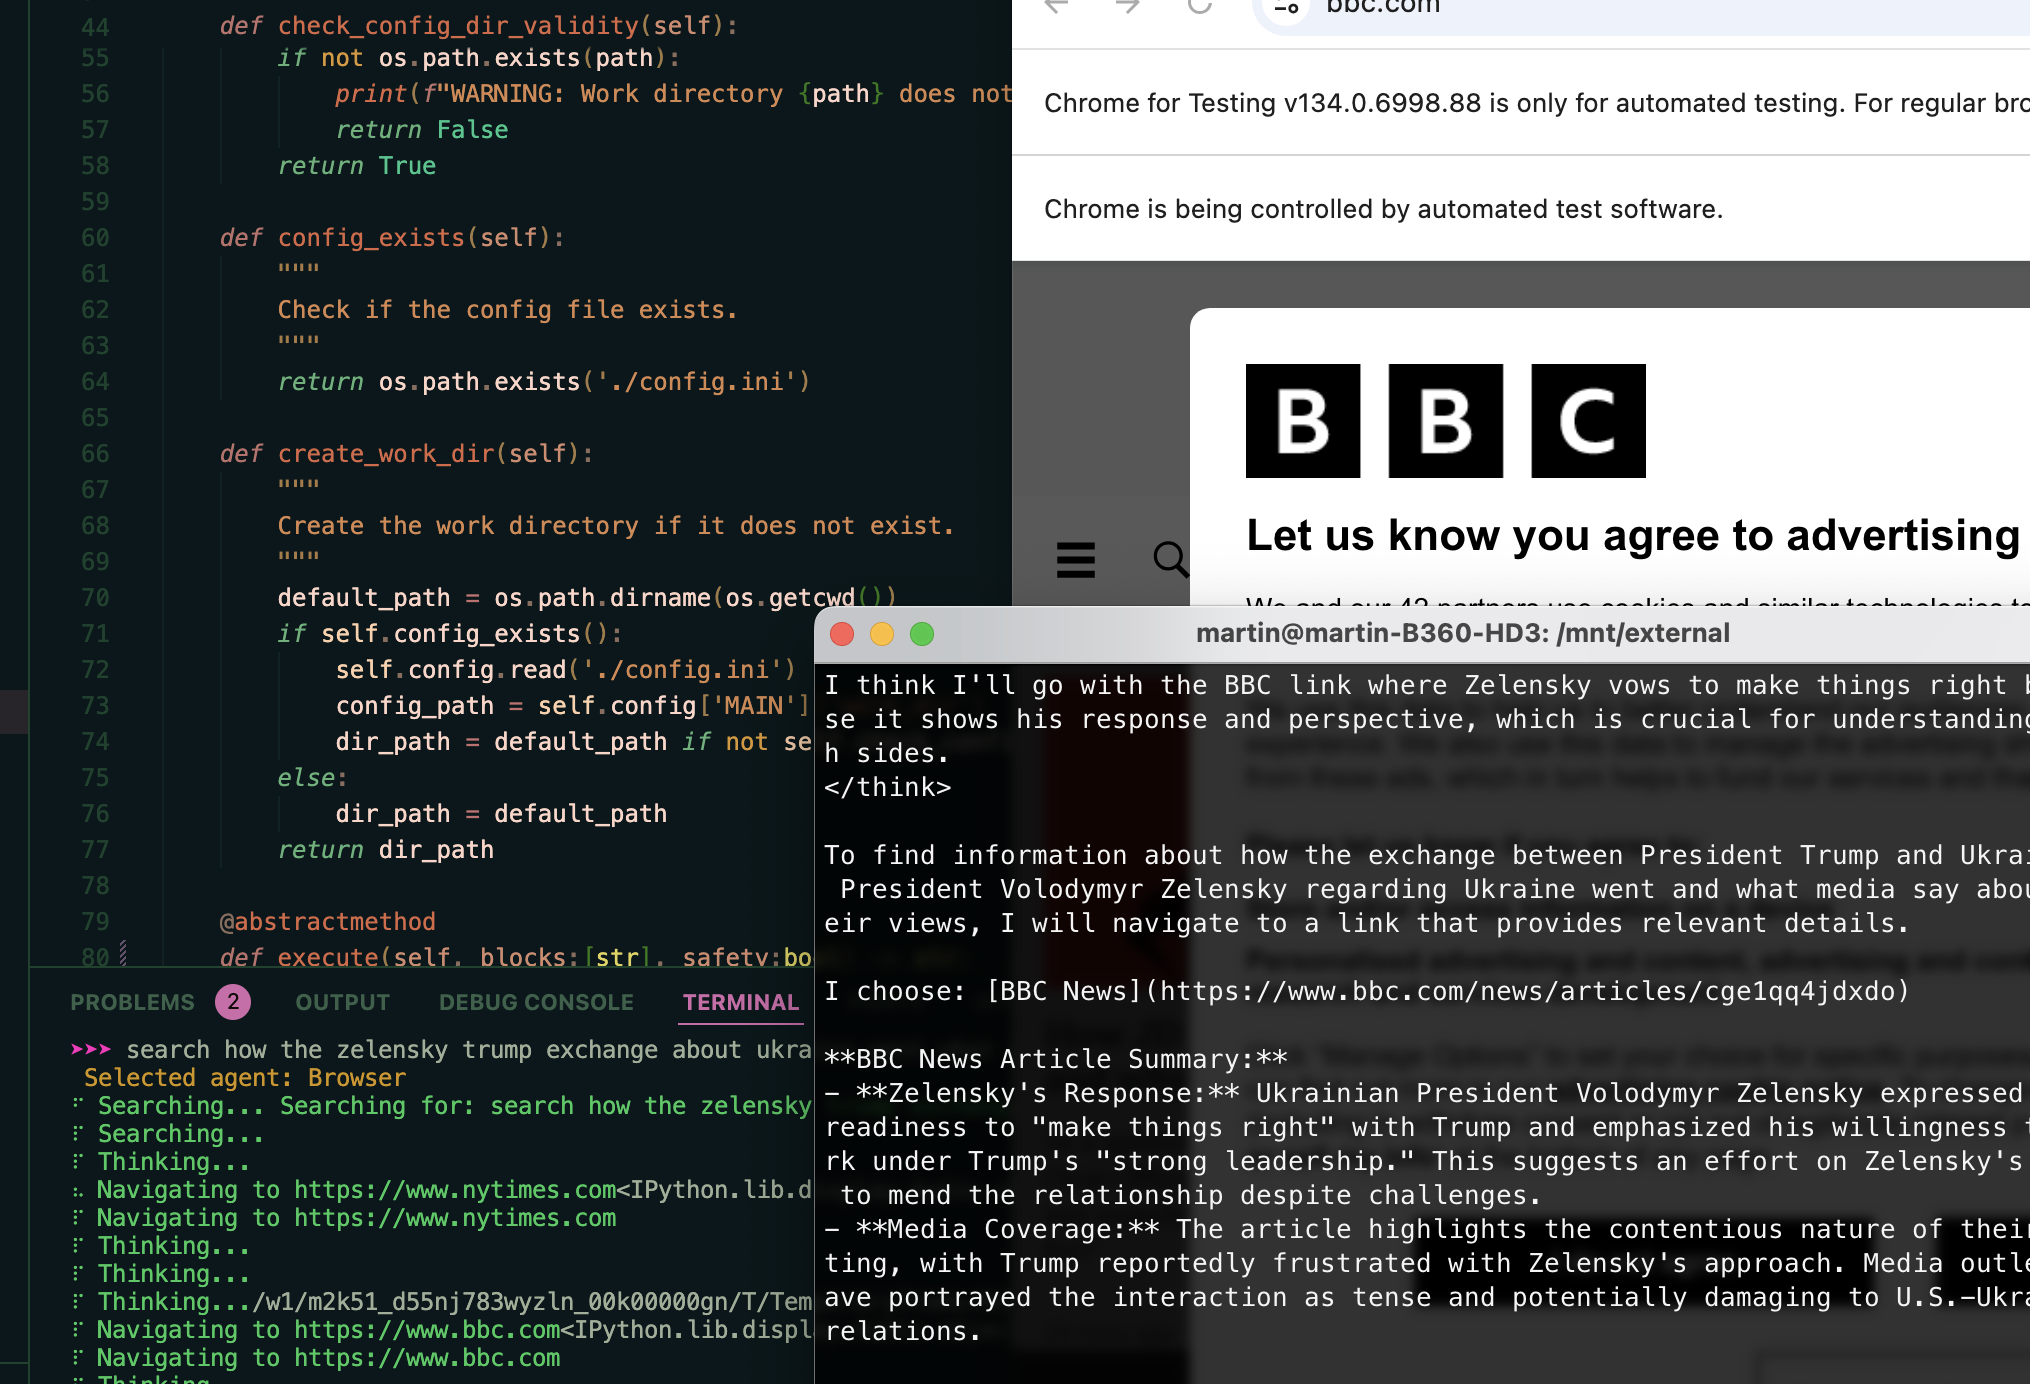 44 def check_config_dir_validity(self):
55 if not os.path.exists(path):
56 print(f"WARNING: Work directory {path} does not
57 return False
58 return True
59
60 def config_exists(self):
61 """
62 Check if the config file exists.
63 """
64 return os.path.exists('./config.ini')
65
66 def create_work_dir(self):
67 """
68 Create the work directory if it does not exist.
69 """
70 default_path = os.path.dirname(os.getcwd())
71 if self.config_exists():
72 self.config.read('./config.ini')
73 config_path = self.config['MAIN']
74 dir_path = default_path if not se
75 else:
76 dir_path = default_path
77 return dir_path
78
79 @abstractmethod
80 def execute(self, blocks:[str], safety:bo
PROBLEMS 2 OUTPUT DEBUG CONSOLE TERMINAL
➤➤➤ search how the zelensky trump exchange about ukra
Selected agent: Browser
Searching... Searching for: search how the zelensky
Searching...
Thinking...
Navigating to https://www.nytimes.com<IPython.lib.d
Navigating to https://www.nytimes.com
Thinking...
Thinking...
Thinking.../w1/m2k51_d55nj783wyzln_00k00000gn/T/Tem
Navigating to https://www.bbc.com<IPython.lib.displ
Navigating to https://www.bbc.com
Thinking
bbc.com
Chrome for Testing v134.0.6998.88 is only for automated testing. For regular bro
Chrome is being controlled by automated test software.
BBC
Let us know you agree to advertising
We and our 42 partners use cookies and similar technologies to
martin@martin-B360-HD3: /mnt/external
I think I'll go with the BBC link where Zelensky vows to make things right b
se it shows his response and perspective, which is crucial for understanding
h sides.
</think>
To find information about how the exchange between President Trump and Ukrai
President Volodymyr Zelensky regarding Ukraine went and what media say abou
eir views, I will navigate to a link that provides relevant details.
I choose: [BBC News](https://www.bbc.com/news/articles/cge1qq4jdxdo)
**BBC News Article Summary:**
- **Zelensky's Response:** Ukrainian President Volodymyr Zelensky expressed
readiness to "make things right" with Trump and emphasized his willingness t
rk under Trump's "strong leadership." This suggests an effort on Zelensky's
to mend the relationship despite challenges.
- **Media Coverage:** The article highlights the contentious nature of their
ting, with Trump reportedly frustrated with Zelensky's approach. Media outle
ave portrayed the interaction as tense and potentially damaging to U.S.-Ukra
relations.